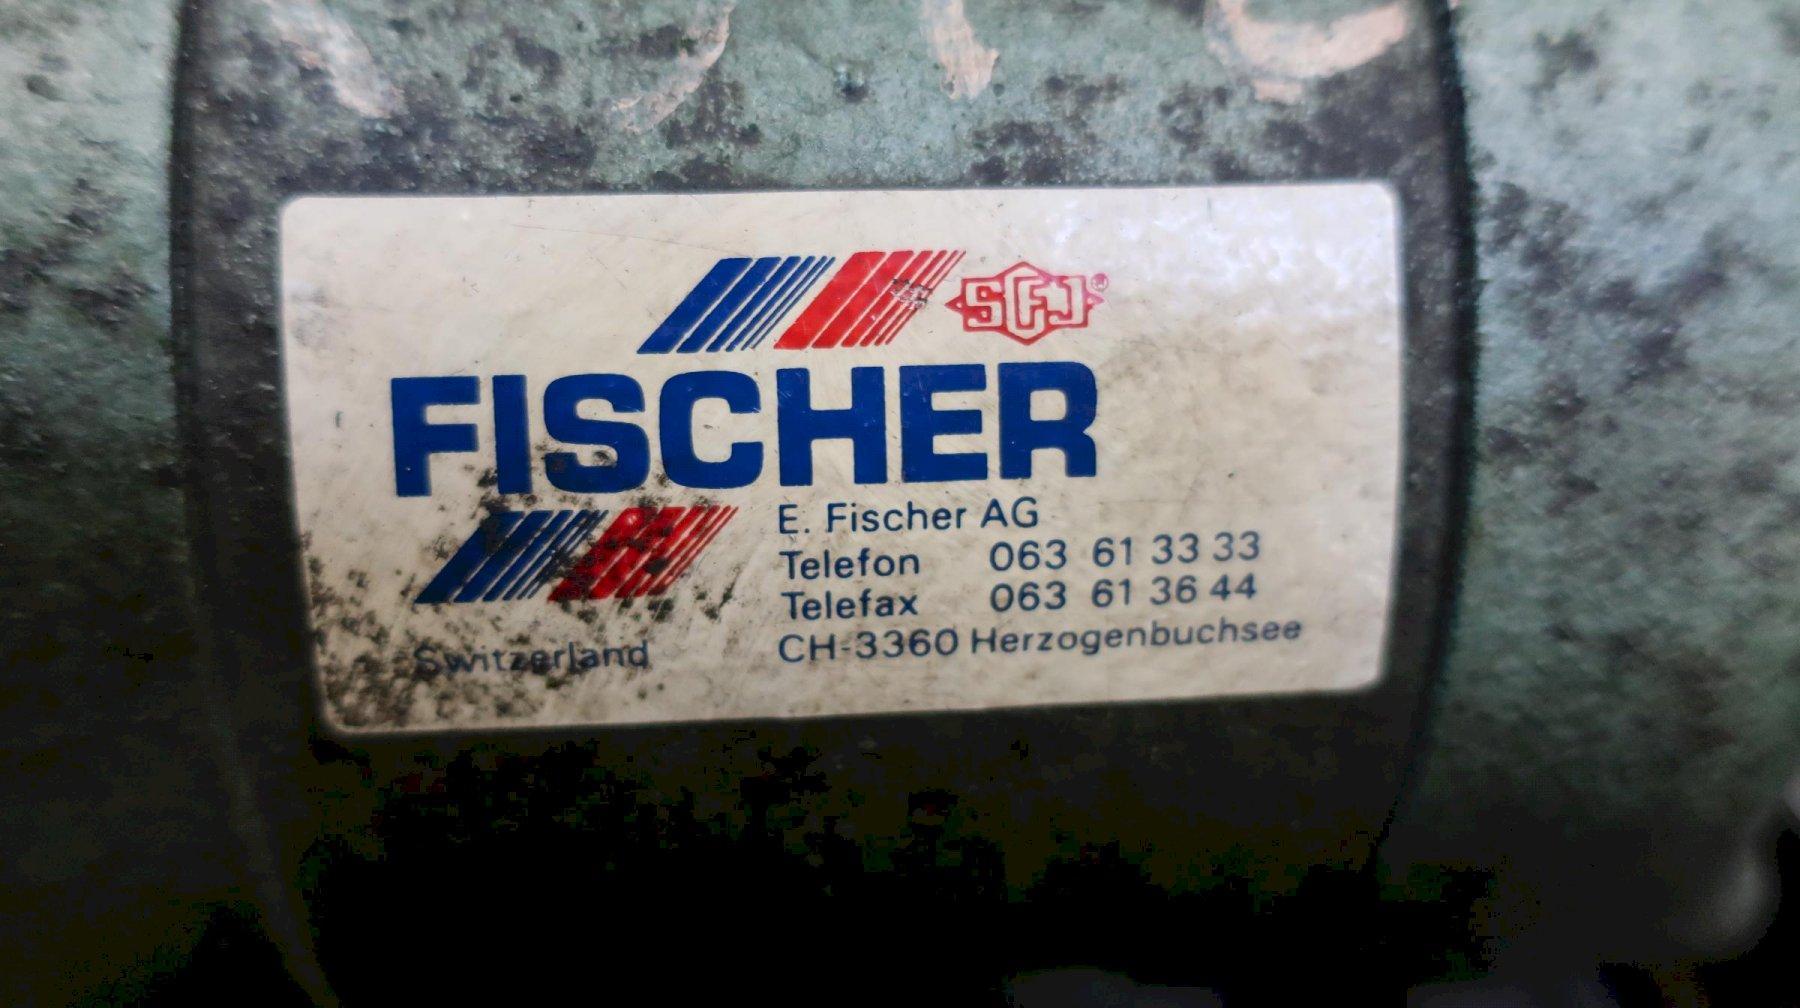 SFJ®
FISCHER
E. Fischer AG
Telefon 063 61 33 33
Telefax 063 61 36 44
Switzerland CH-3360 Herzogenbuchsee